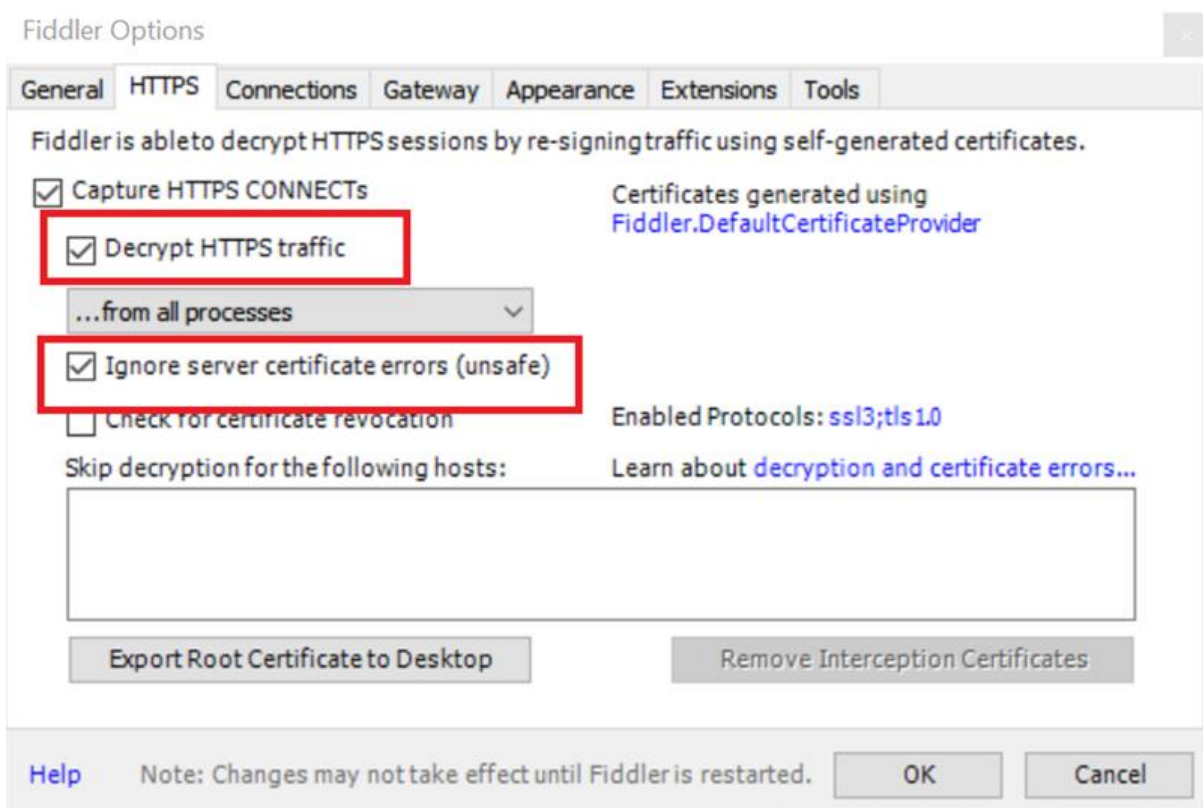 Fiddler Options
General HTTPS Connections Gateway Appearance Extensions Tools
Fiddler is ableto decrypt HTTPS sessions by re-signing traffic using self-generated certificates.
Capture HTTPS CONNECTs
Certificates generated using
Fiddler.DefaultCertificateProvider
Decrypt HTTPS traffic
...from all processes
Ignore server certificate errors (unsafe)
Check for certificate revocation
Enabled Protocols: ssl3;tls1.0
Skip decryption for the following hosts:
Learn about decryption and certificate errors...
Export Root Certificate to Desktop
Remove Interception Certificates
Help
Note: Changes may not take effect until Fiddler is restarted.
OK
Cancel